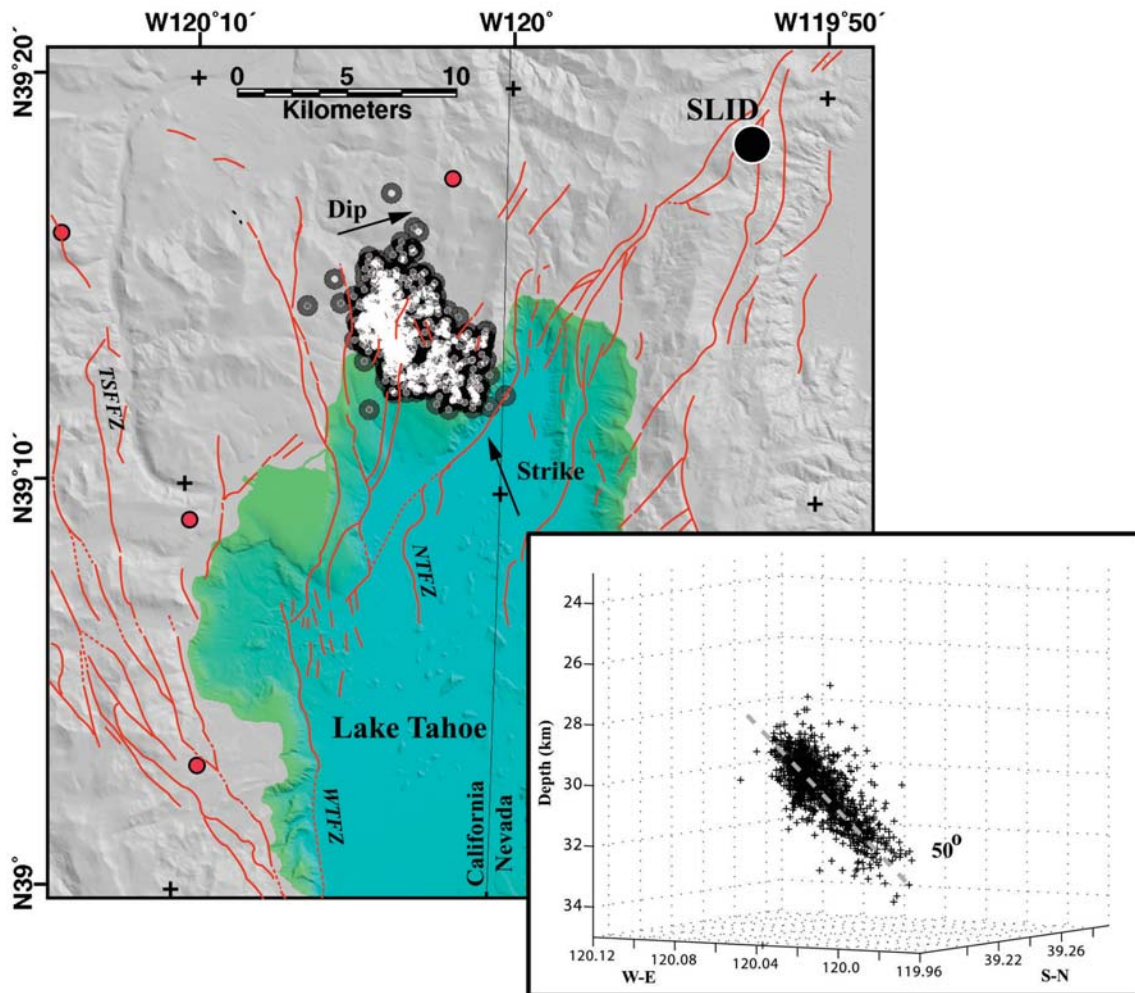 W120°10´ W120° W119°50´
N39°20´
0 5 10
Kilometers
SLID
Dip
TSFFZ
N39°10´
Strike
NTFZ
Lake Tahoe
WTFZ
California
Nevada
N39°
24
26
28
30
32
34
Depth (km)
50°
120.12 120.08 120.04 120.0 119.96
39.22 39.26
W-E S-N